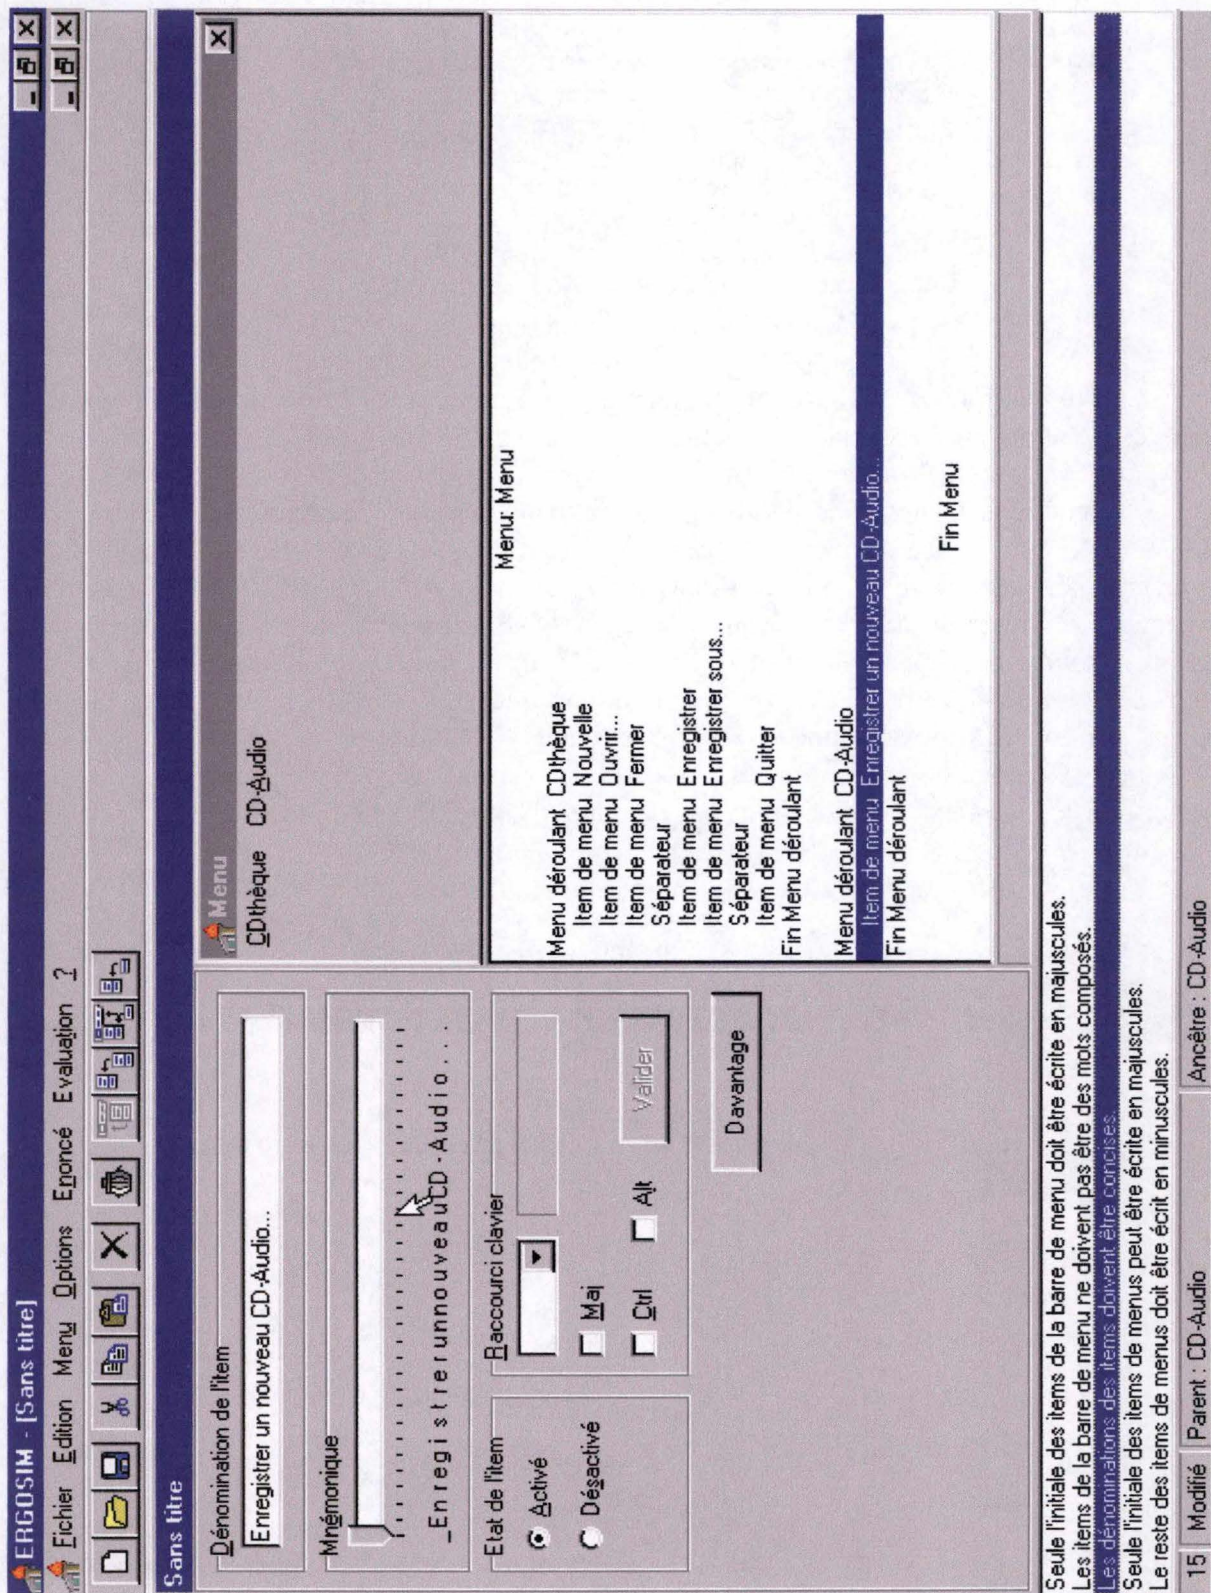 ERGOSIM - [Sans titre]
Fichier Edition Menu Options Enoncé Evaluation ?
Sans titre
Dénomination de l'item
Enregistrer un nouveau CD-Audio...
Mnémonique
_EnregistrerunnouveauCD-Audio...
Etat de l'item
Activé
Désactivé
Raccourci clavier
Maj
Ctrl
Alt
Valider
Davantage
Menu
CDthèque CD-Audio
Menu: Menu
Menu déroulant CDthèque
Item de menu Nouvelle
Item de menu Ouvrir...
Item de menu Fermer
Séparateur
Item de menu Enregistrer
Item de menu Enregistrer sous...
Séparateur
Item de menu Quitter
Fin Menu déroulant
Menu déroulant CD-Audio
Item de menu Enregistrer un nouveau CD-Audio...
Fin Menu déroulant
Fin Menu
Seule l'initiale des items de la barre de menu doit être écrite en majuscules.
Les items de la barre de menu ne doivent pas être des mots composés.
Les dénominations des items doivent être concises.
Seule l'initiale des items de menus peut être écrite en majuscules.
Le reste des items de menus doit être écrit en minuscules.
15 Modifié Parent : CD-Audio Ancêtre : CD-Audio